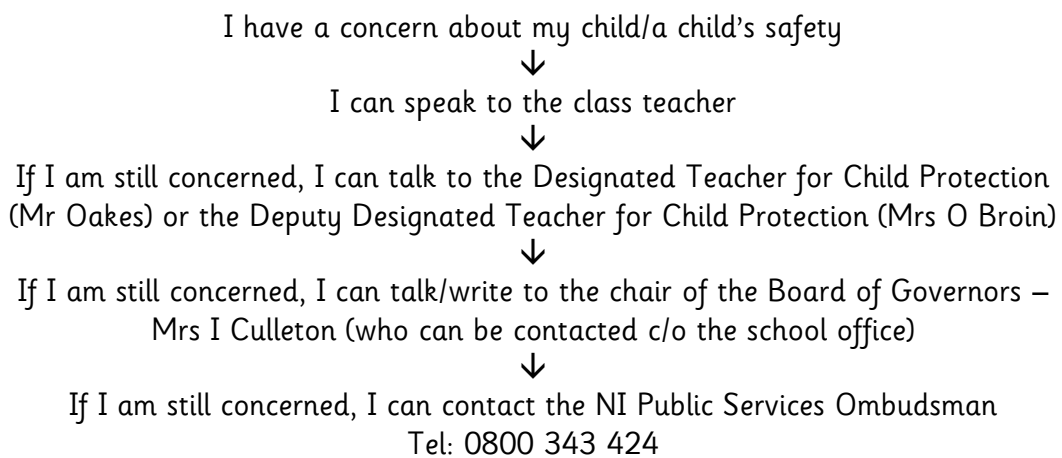 I have a concern about my child/a child's safety
↓
I can speak to the class teacher
↓
If I am still concerned, I can talk to the Designated Teacher for Child Protection
(Mr Oakes) or the Deputy Designated Teacher for Child Protection (Mrs O Broin)
↓
If I am still concerned, I can talk/write to the chair of the Board of Governors –
Mrs I Culleton (who can be contacted c/o the school office)
↓
If I am still concerned, I can contact the NI Public Services Ombudsman
Tel: 0800 343 424